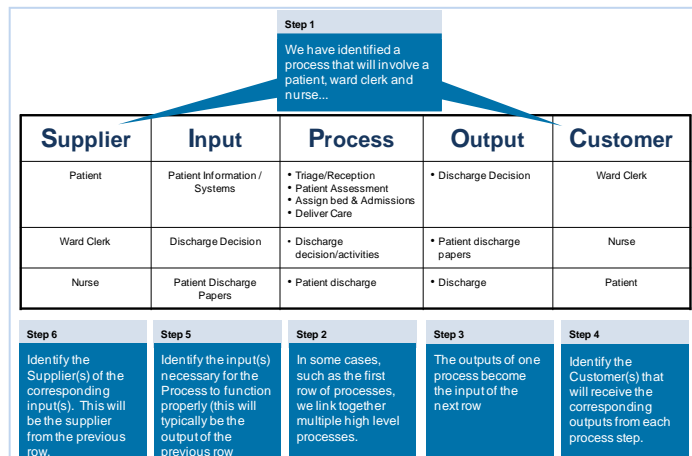 Step 1
We have identified a
process that will involve a
patient, ward clerk and
nurse...
Supplier Input Process Output Customer
Patient
Patient Information /
Systems
• Triage/Reception
• Patient Assessment
• Assign bed & Admissions
• Deliver Care
• Discharge Decision
Ward Clerk
Ward Clerk
Discharge Decision
• Discharge
decision/activities
• Patient discharge
papers
Nurse
Nurse
Patient Discharge
Papers
• Patient discharge
• Discharge
Patient
Step 6
Identify the
Supplier(s) of the
corresponding
input(s). This will
be the supplier
from the previous
row.
Step 5
Identify the input(s)
necessary for the
Process to function
properly (this will
typically be the
output of the
previous row
Step 2
In some cases,
such as the first
row of processes,
we link together
multiple high level
processes.
Step 3
The outputs of one
process become
the input of the
next row
Step 4
Identify the
Customer(s) that
will receive the
corresponding
outputs from each
process step.